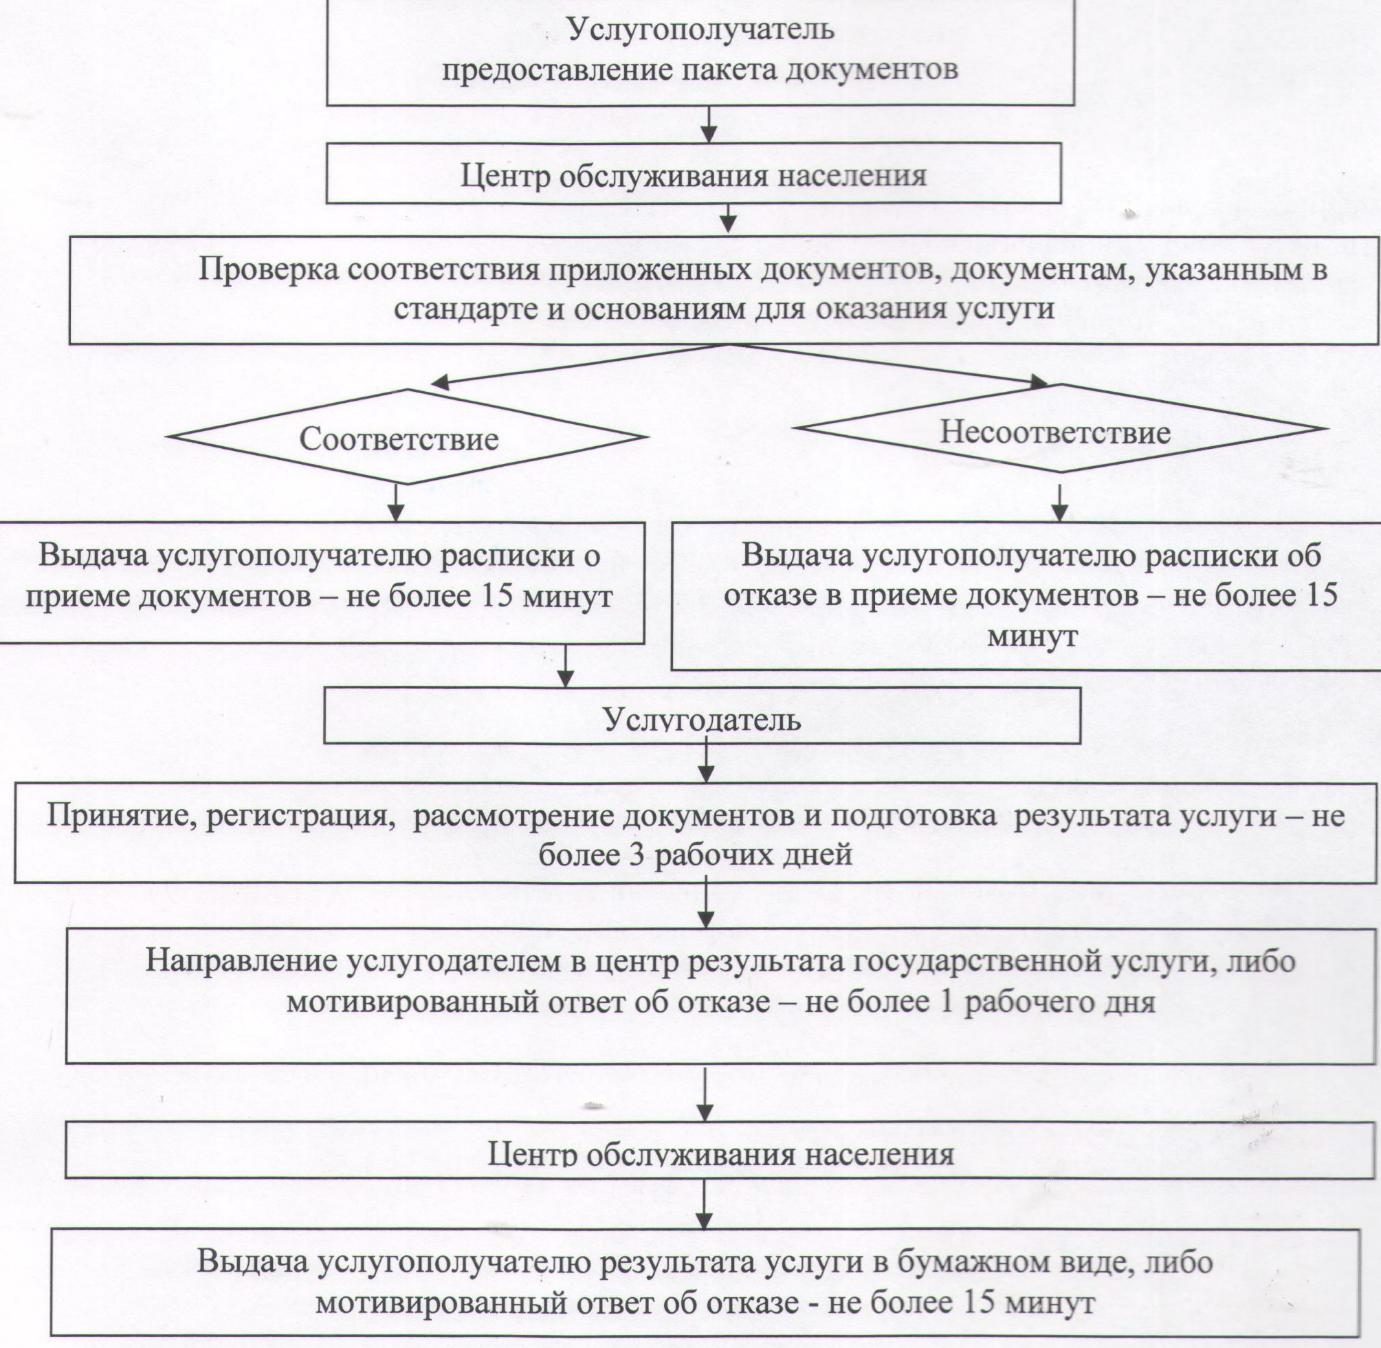 Услугополучатель
предоставление пакета документов
Центр обслуживания населения
Проверка соответствия приложенных документов, документам, указанным в
стандарте и основаниям для оказания услуги
Соответствие
Несоответствие
Выдача услугополучателю расписки о
приеме документов – не более 15 минут
Выдача услугополучателю расписки об
отказе в приеме документов – не более 15
минут
Услугодатель
Принятие, регистрация, рассмотрение документов и подготовка результата услуги – не
более 3 рабочих дней
Направление услугодателем в центр результата государственной услуги, либо
мотивированный ответ об отказе – не более 1 рабочего дня
Центр обслуживания населения
Выдача услугополучателю результата услуги в бумажном виде, либо
мотивированный ответ об отказе - не более 15 минут